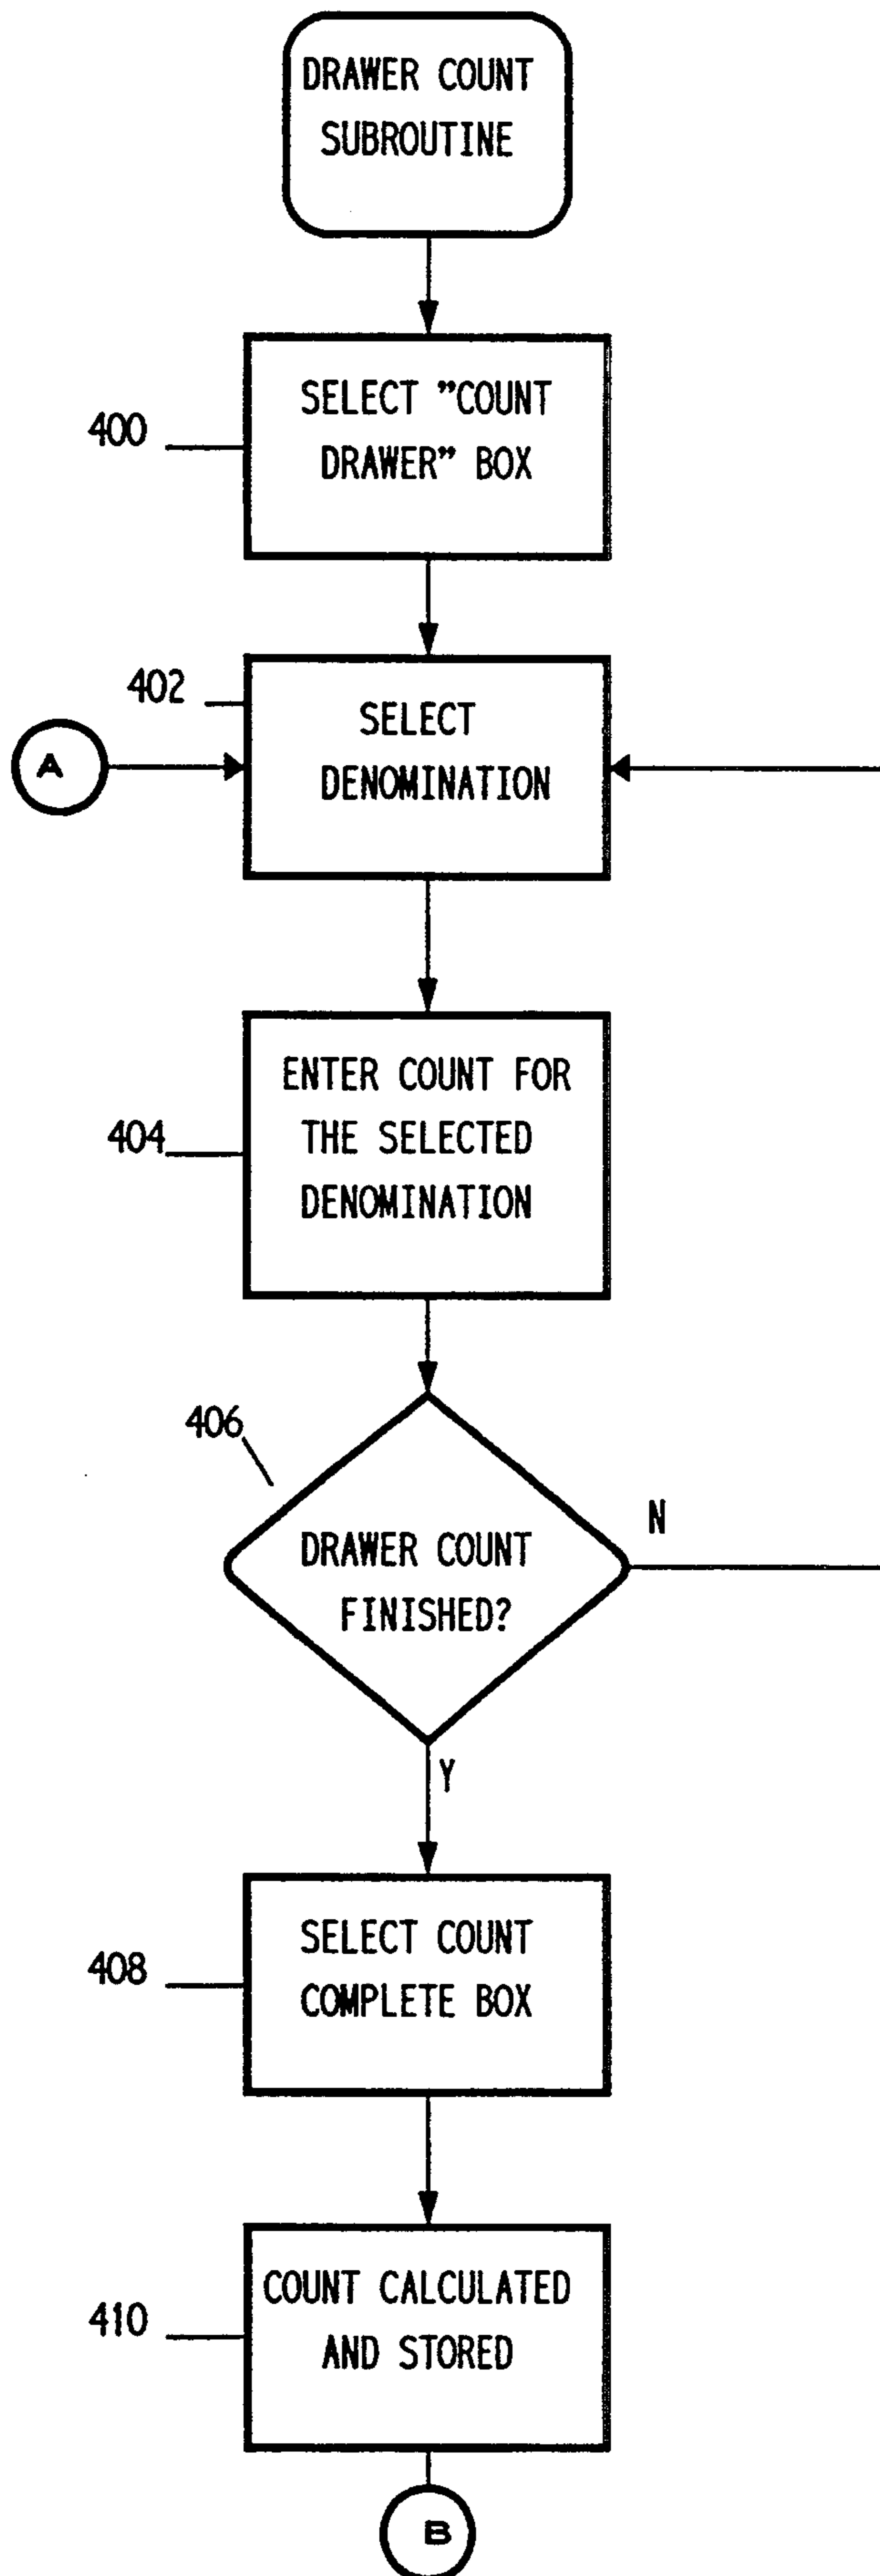 DRAWER COUNT
SUBROUTINE
400
SELECT ”COUNT
DRAWER” BOX
402
SELECT
DENOMINATION
A
404
ENTER COUNT FOR
THE SELECTED
DENOMINATION
406
DRAWER COUNT
FINISHED?
N
Y
408
SELECT COUNT
COMPLETE BOX
410
COUNT CALCULATED
AND STORED
B